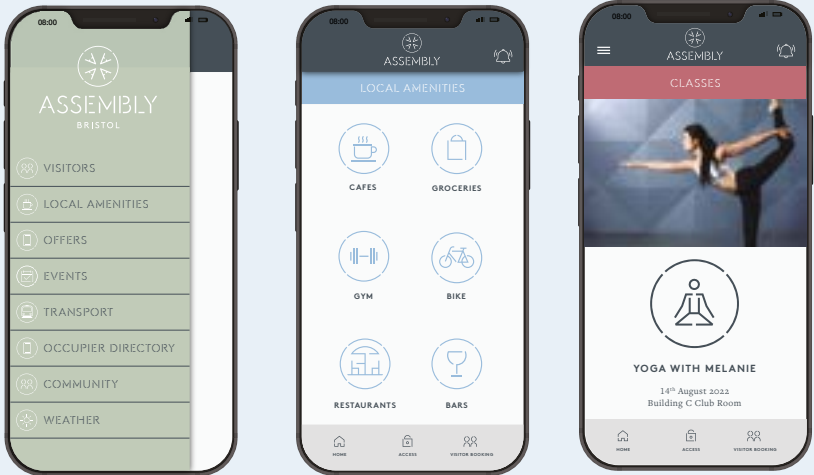 08:00
ASSEMBLY
BRISTOL
VISITORS
LOCAL AMENITIES
OFFERS
EVENTS
TRANSPORT
OCCUPIER DIRECTORY
COMMUNITY
WEATHER
08:00
ASSEMBLY
LOCAL AMENITIES
CAFES
GROCERIES
GYM
BIKE
RESTAURANTS
BARS
HOME
ACCESS
VISITOR BOOKING
08:00
ASSEMBLY
CLASSES
YOGA WITH MELANIE
14th August 2022
Building C Club Room
HOME
ACCESS
VISITOR BOOKING